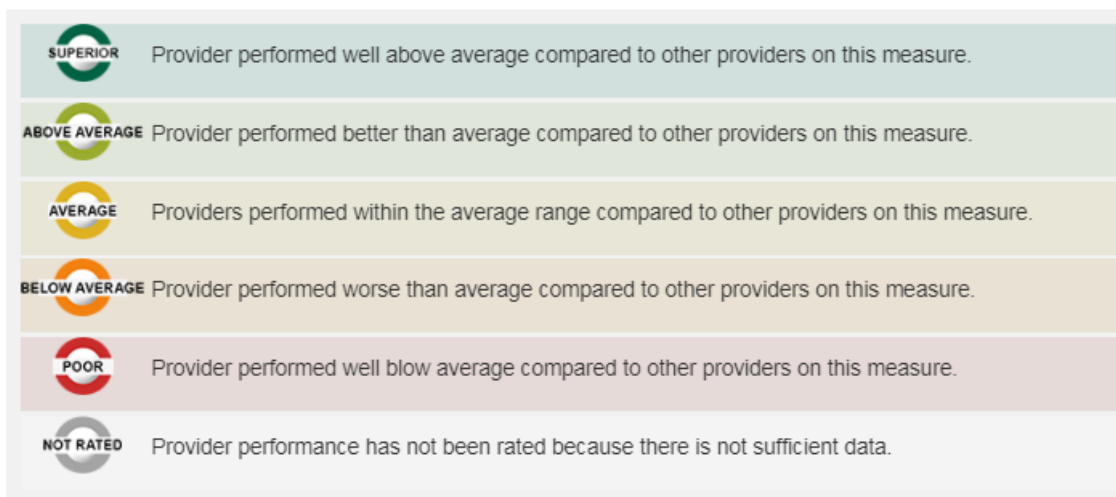 SUPERIOR Provider performed well above average compared to other providers on this measure.
ABOVE AVERAGE Provider performed better than average compared to other providers on this measure.
AVERAGE Providers performed within the average range compared to other providers on this measure.
BELOW AVERAGE Provider performed worse than average compared to other providers on this measure.
POOR Provider performed well blow average compared to other providers on this measure.
NOT RATED Provider performance has not been rated because there is not sufficient data.